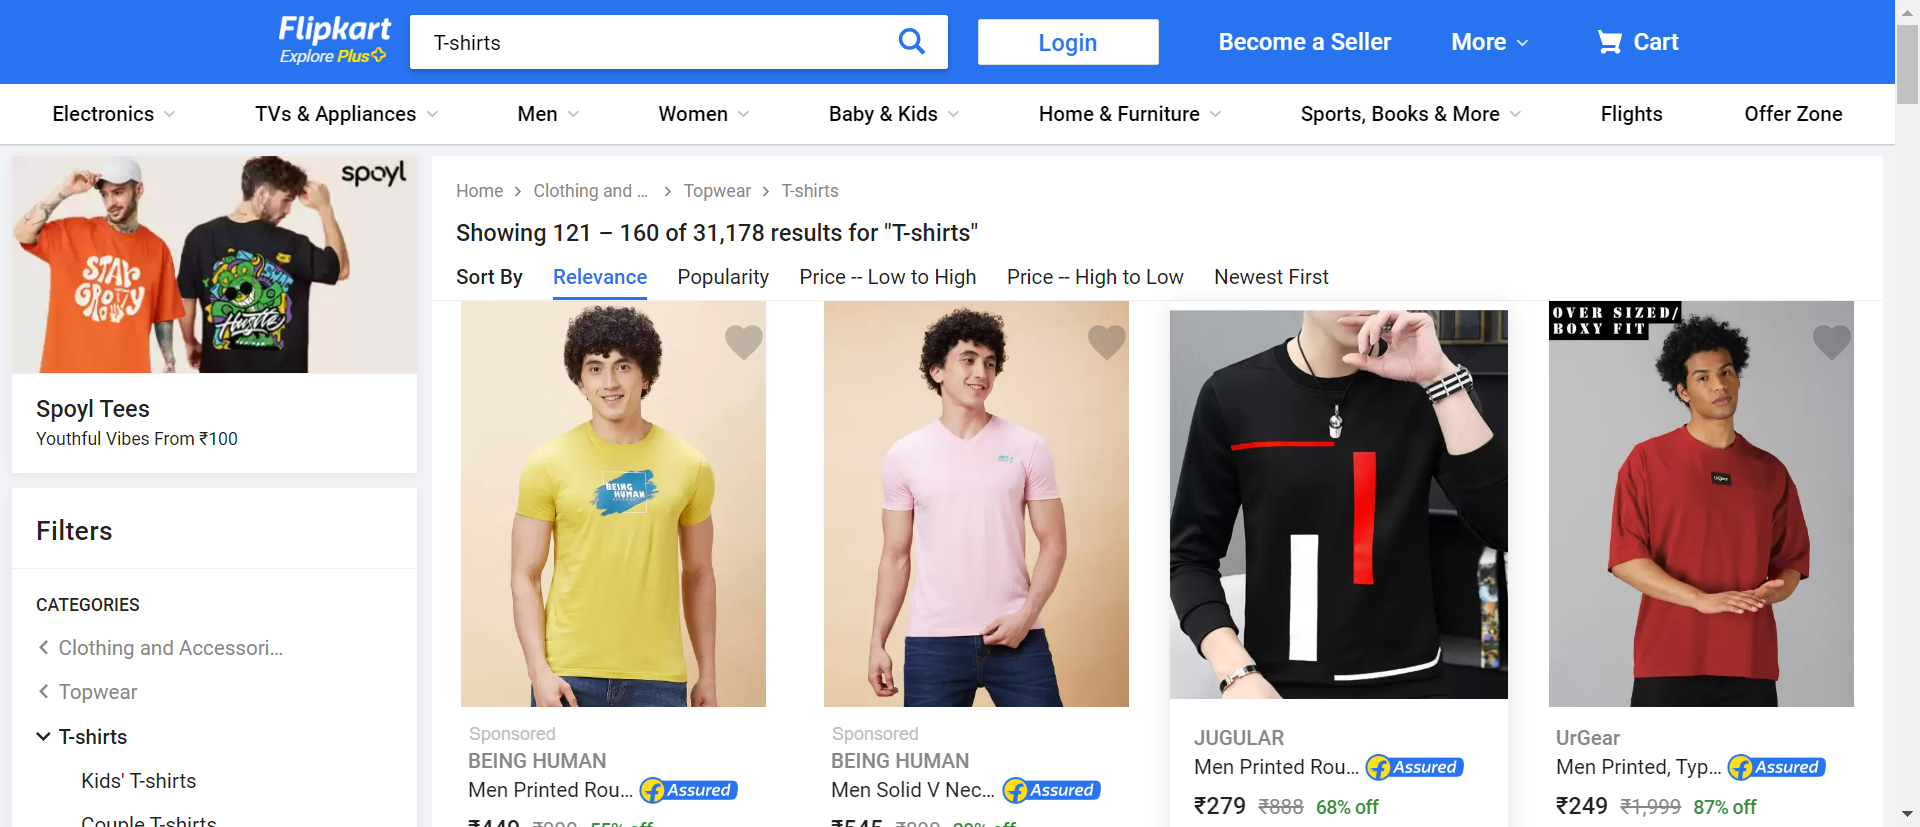 Flipkart
Explore Plus
T-shirts
Login
Become a Seller
More
Cart
Electronics
TVs & Appliances
Men
Women
Baby & Kids
Home & Furniture
Sports, Books & More
Flights
Offer Zone
spoyl
STAY GROOVY
Hustle
Spoyl Tees
Youthful Vibes From ₹100
Filters
CATEGORIES
Clothing and Accessori...
Topwear
T-shirts
Kids' T-shirts
Couple T-shirts
Home
Clothing and ...
Topwear
T-shirts
Showing 121 – 160 of 31,178 results for "T-shirts"
Sort By
Relevance
Popularity
Price -- Low to High
Price -- High to Low
Newest First
BEING
HUMAN
Sponsored
BEING HUMAN
Men Printed Rou...
Assured
₹449 ₹999 55% off
Sponsored
BEING HUMAN
Men Solid V Nec...
Assured
₹545
JUGULAR
Men Printed Rou...
Assured
₹279 ₹888 68% off
OVER SIZED/
BOXY FIT
UrGear
UrGear
Men Printed, Typ...
Assured
₹249 ₹1,999 87% off